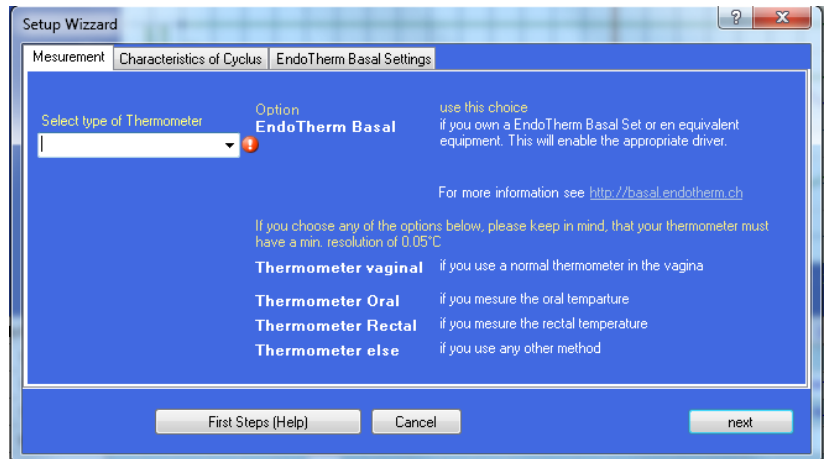 Setup Wizzard
Mesurement
Characteristics of Cyclus
EndoTherm Basal Settings
Select type of Thermometer
Option
EndoTherm Basal
use this choice
if you own a EndoTherm Basal Set or en equivalent
equipment. This will enable the appropriate driver.
For more information see http://basal.endotherm.ch
If you choose any of the options below, please keep in mind, that your thermometer must
have a min. resolution of 0.05°C
Thermometer vaginal
if you use a normal thermometer in the vagina
Thermometer Oral
if you mesure the oral temparture
Thermometer Rectal
if you mesure the rectal temperature
Thermometer else
if you use any other method
First Steps (Help)
Cancel
next